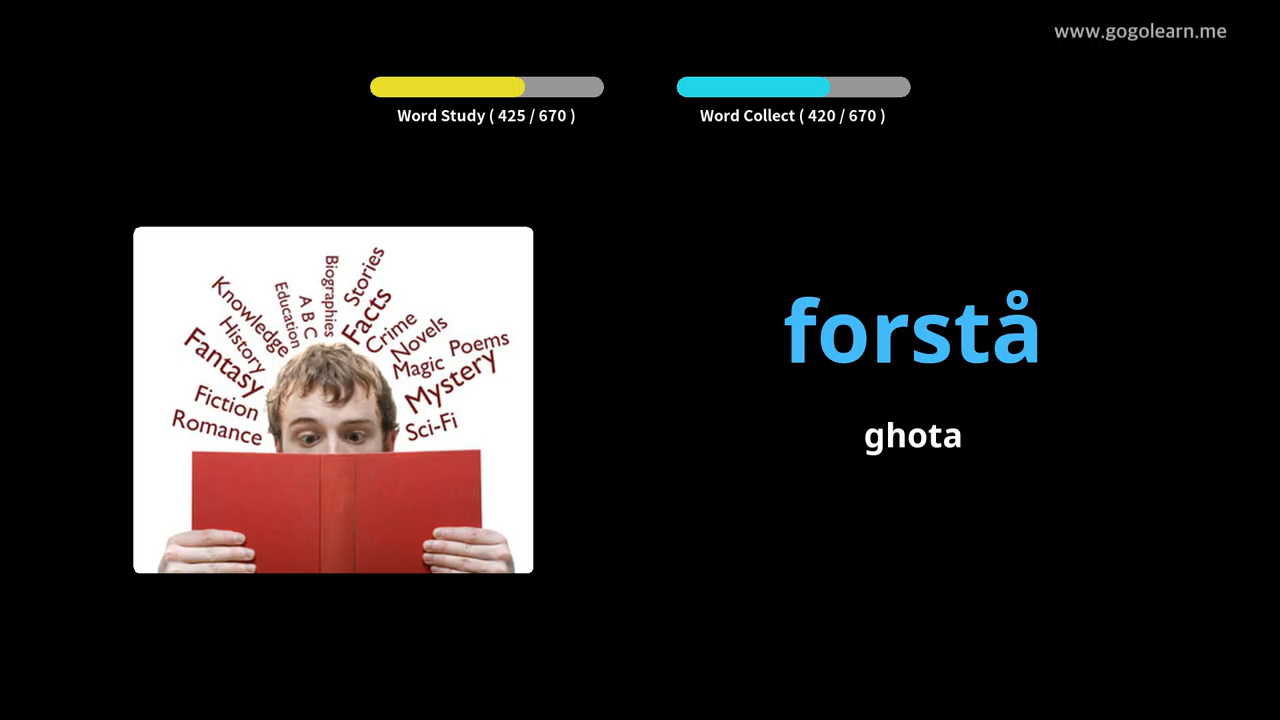 www.gogolearn.me
Word Study ( 425 / 670 )
Word Collect ( 420 / 670 )
Knowledge
History
Fantasy
Fiction
Romance
Education
A B C
Biographies
Stories
Facts
Crime
Novels
Magic
Poems
Mystery
Sci-Fi
forstå
ghota